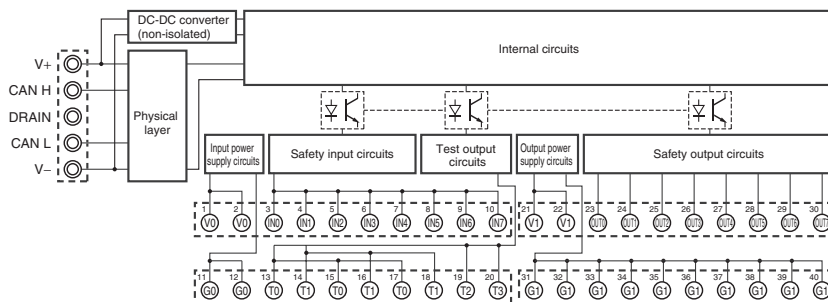 DC-DC converter
(non-isolated)
Internal circuits
V+
CAN H
DRAIN
CAN L
V−
Physical
layer
Input power
supply circuits
Safety input circuits
Test output
circuits
Output power
supply circuits
Safety output circuits
1 2 3 4 5 6 7 8 9 10
V0 V0 IN0 IN1 IN2 IN3 IN4 IN5 IN6 IN7
21 22 23 24 25 26 27 28 29 30
V1 V1 OUT0 OUT1 OUT2 OUT3 OUT4 OUT5 OUT6 OUT7
11 12 13 14 15 16 17 18 19 20
G0 G0 T0 T1 T0 T1 T0 T1 T2 T3
31 32 33 34 35 36 37 38 39 40
G1 G1 G1 G1 G1 G1 G1 G1 G1 G1